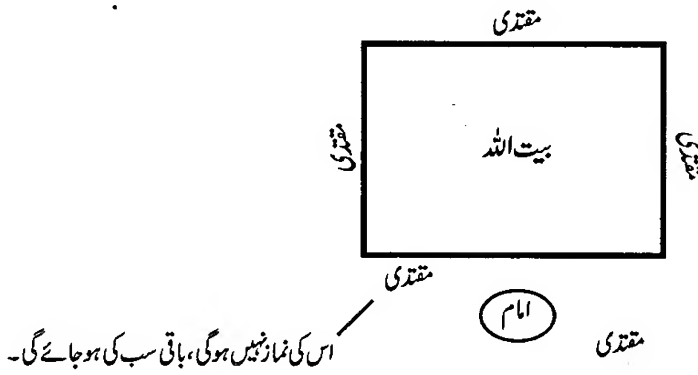 مقتدی
مقتدی
بیت اللہ
مقتدی
مقتدی
امام
مقتدی
اس کی نماز نہیں ہوگی، باقی سب کی ہوجائے گی۔